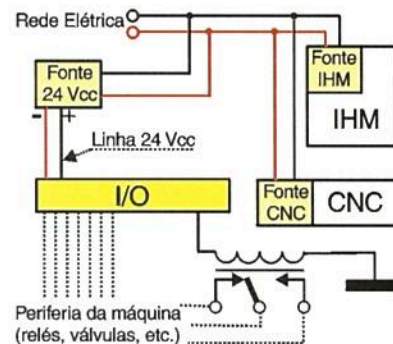 Rede Elétrica
Fonte
24 Vcc
- +
Linha 24 Vcc
Fonte
IHM
IHM
I/O
Fonte
CNC
CNC
Periferia da máquina
(relés, válvulas, etc.)